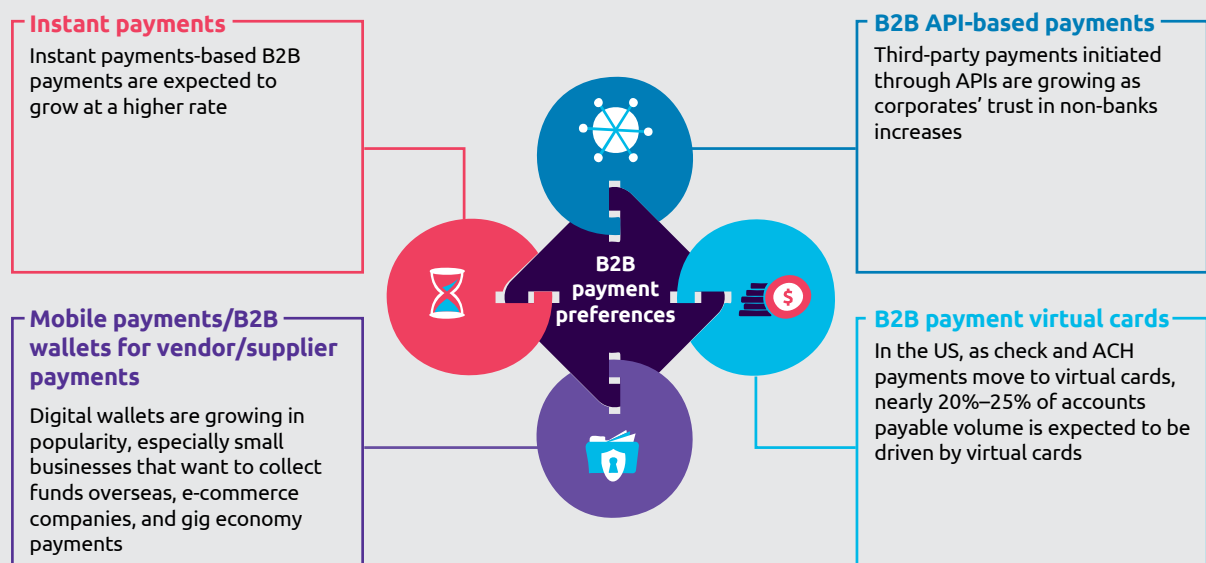 Instant payments
Instant payments-based B2B
payments are expected to
grow at a higher rate
B2B API-based payments
Third-party payments initiated
through APIs are growing as
corporates’ trust in non-banks
increases
B2B
payment
preferences
$
Mobile payments/B2B
wallets for vendor/supplier
payments
Digital wallets are growing in
popularity, especially small
businesses that want to collect
funds overseas, e-commerce
companies, and gig economy
payments
B2B payment virtual cards
In the US, as check and ACH
payments move to virtual cards,
nearly 20%–25% of accounts
payable volume is expected to be
driven by virtual cards